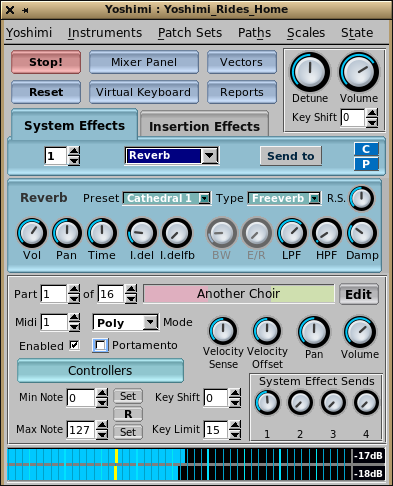 Yoshimi : Yoshimi_Rides_Home
Yoshimi Instruments Patch Sets Paths Scales State
Stop! Mixer Panel Vectors
Reset Virtual Keyboard Reports
Detune Volume
Key Shift 0
System Effects Insertion Effects
1 Reverb Send to C
P
Reverb Preset Cathedral 1 Type Freeverb R.S.
Vol Pan Time I.del I.delfb BW E/R LPF HPF Damp
Part 1 of 16 Another Choir Edit
Midi 1 Poly Mode
Enabled Portamento
Velocity Sense Velocity Offset Pan Volume
Controllers
System Effect Sends
Min Note 0 Set Key Shift 0
R
Max Note 127 Set Key Limit 15
1 2 3 4
-17dB
-18dB